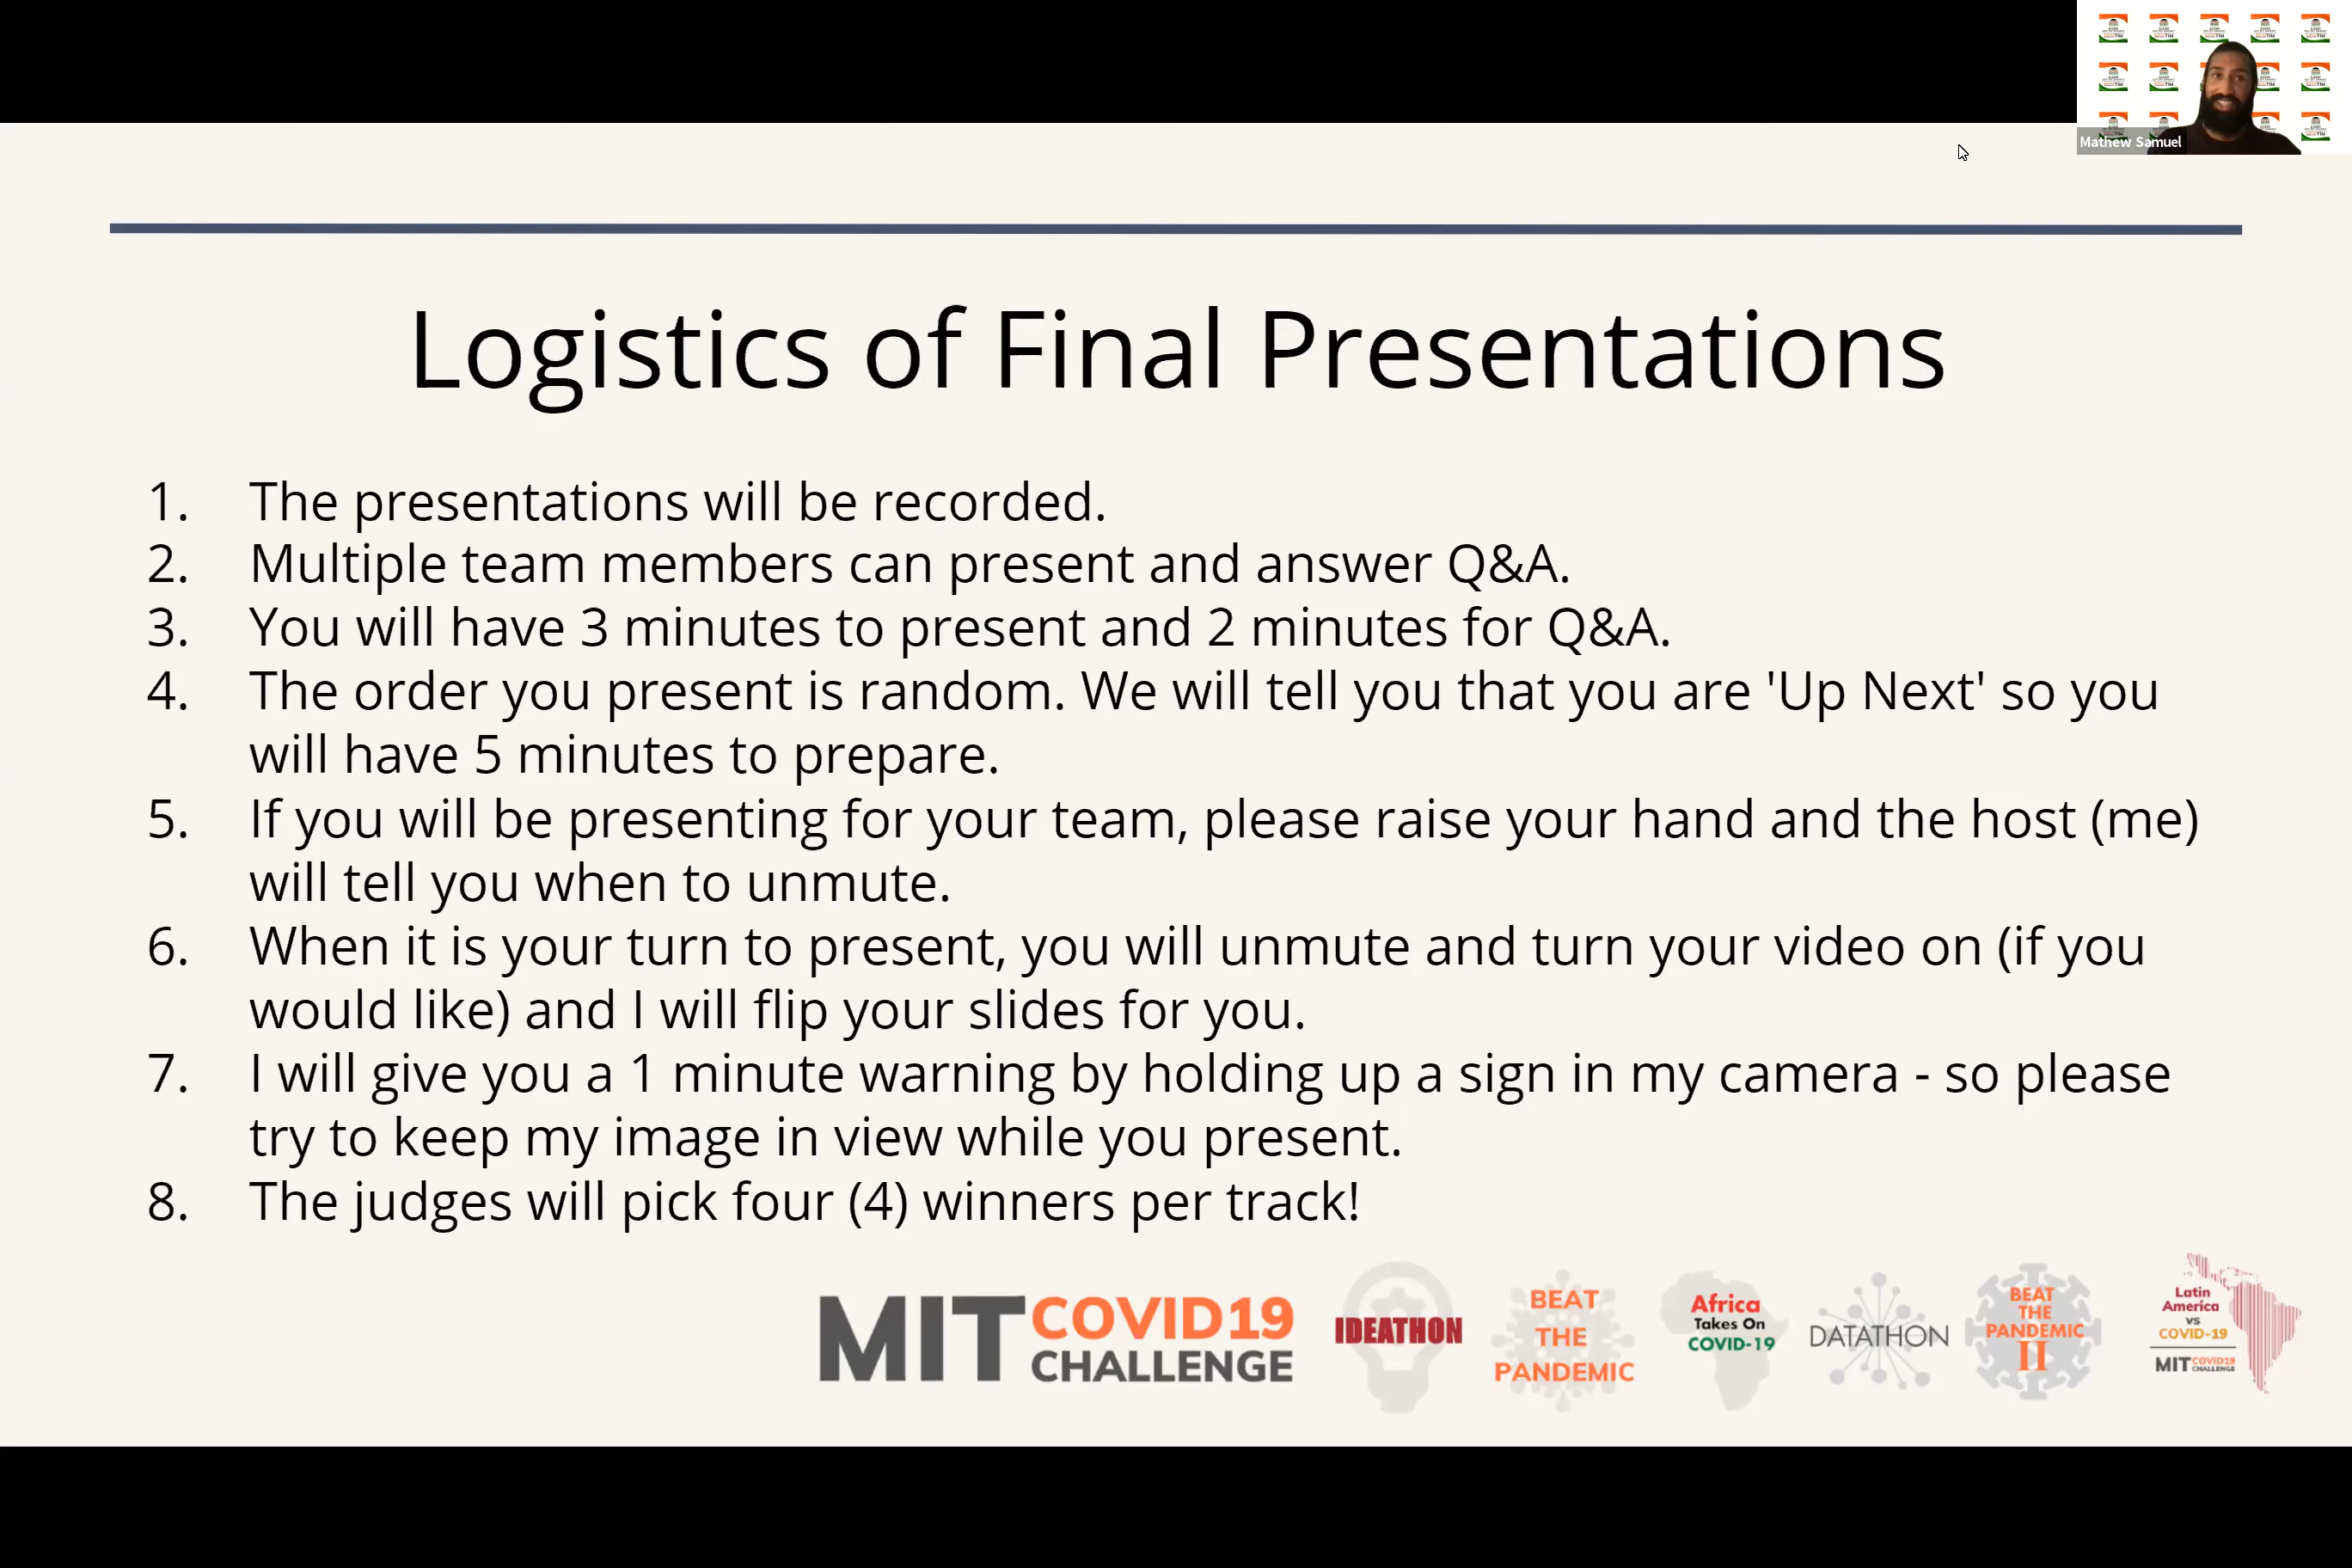 Mathew Samuel
Logistics of Final Presentations
1. The presentations will be recorded.
2. Multiple team members can present and answer Q&A.
3. You will have 3 minutes to present and 2 minutes for Q&A.
4. The order you present is random. We will tell you that you are 'Up Next' so you
will have 5 minutes to prepare.
5. If you will be presenting for your team, please raise your hand and the host (me)
will tell you when to unmute.
6. When it is your turn to present, you will unmute and turn your video on (if you
would like) and I will flip your slides for you.
7. I will give you a 1 minute warning by holding up a sign in my camera - so please
try to keep my image in view while you present.
8. The judges will pick four (4) winners per track!
MIT COVID19
CHALLENGE
IDEATHON
BEAT
THE
PANDEMIC
Africa
Takes On
COVID-19
DATATHON
BEAT
THE
PANDEMIC
II
Latin
America
vs
COVID-19
MIT COVID19
CHALLENGE